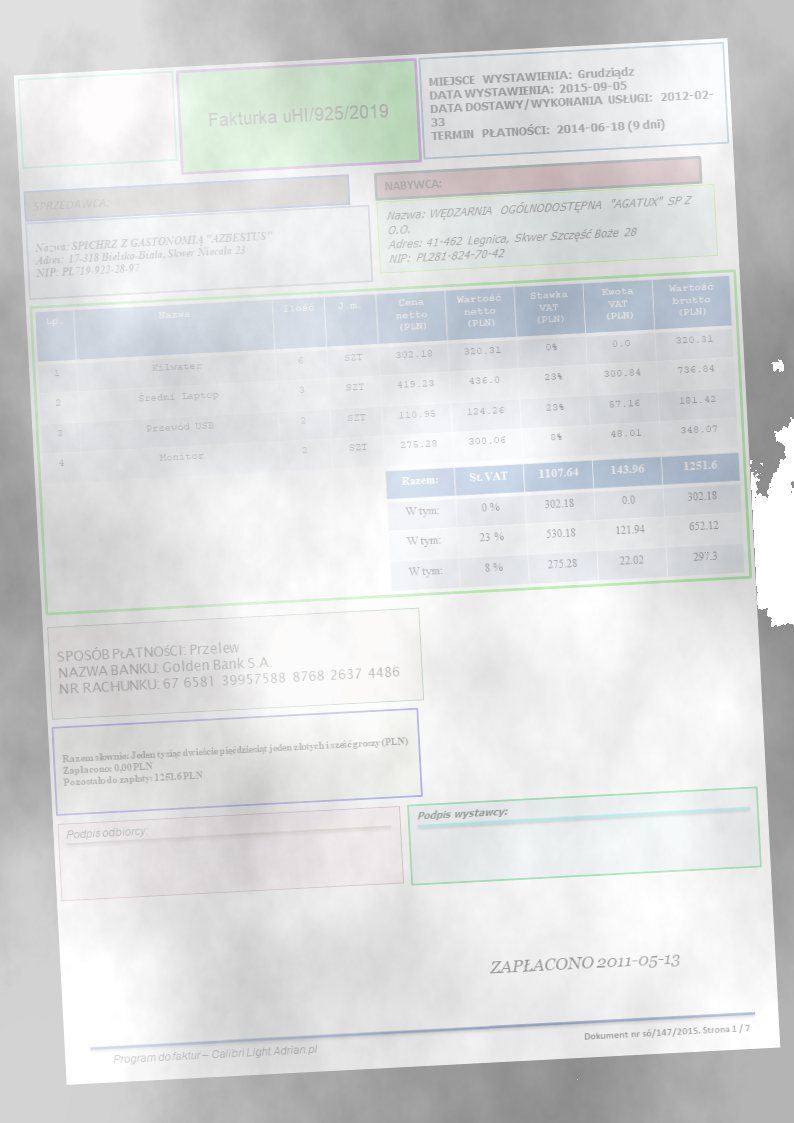 Fakturka uHI/925/2019
MIEJSCE WYSTAWIENIA: Grudziądz
DATA WYSTAWIENIA: 2015-09-05
DATA DOSTAWY/WYKONANIA USŁUGI: 2012-02-
33
TERMIN PŁATNOŚCI: 2014-06-18 (9 dni)
SPRZEDAWCA:
Nazwa: SPICHRZ Z GASTONOMIĄ "AZBESTUS"
Adres: 17-318 Bielsko-Biała, Skwer Niecała 23
NIP: PL719-922-28-97
NABYWCA:
Nazwa: WĘDZARNIA OGÓLNODOSTĘPNA "AGATUX" SP Z
O.O.
Adres: 41-462 Legnica, Skwer Szczęść Boże 28
NIP: PL281-824-70-42
Lp. Nazwa Ilość J.m. Cena netto (PLN) Wartość netto (PLN) Stawka VAT (PLN) Kwota VAT (PLN) Wartość brutto (PLN)
1 Kilwater 6 SZT 302.18 320.31 0% 0.0 320.31
2 Średni Laptop 3 SZT 419.23 436.0 23% 300.84 736.84
3 Przewód USB 2 SZT 110.95 124.26 23% 57.16 181.42
4 Monitor 2 SZT 275.28 300.06 8% 48.01 348.07
Razem: St.VAT 1107.64 143.96 1251.6
W tym: 0 % 302.18 0.0 302.18
W tym: 23 % 530.18 121.94 652.12
W tym: 8 % 275.28 22.02 297.3
SPOSÓB PŁATNOŚCI: Przelew
NAZWA BANKU: Golden Bank S.A.
NR RACHUNKU: 67 6581 39957588 8768 2637 4486
Razem słownie: Jeden tysiąc dwieście pięćdziesiąt jeden złotych i sześć groszy (PLN)
Zapłacono: 0,00 PLN
Pozostało do zapłaty: 1251.6 PLN
Podpis odbiorcy:
Podpis wystawcy:
ZAPŁACONO 2011-05-13
Program do faktur – Calibri Light Adrian.pl
Dokument nr só/147/2015. Strona 1 / 7